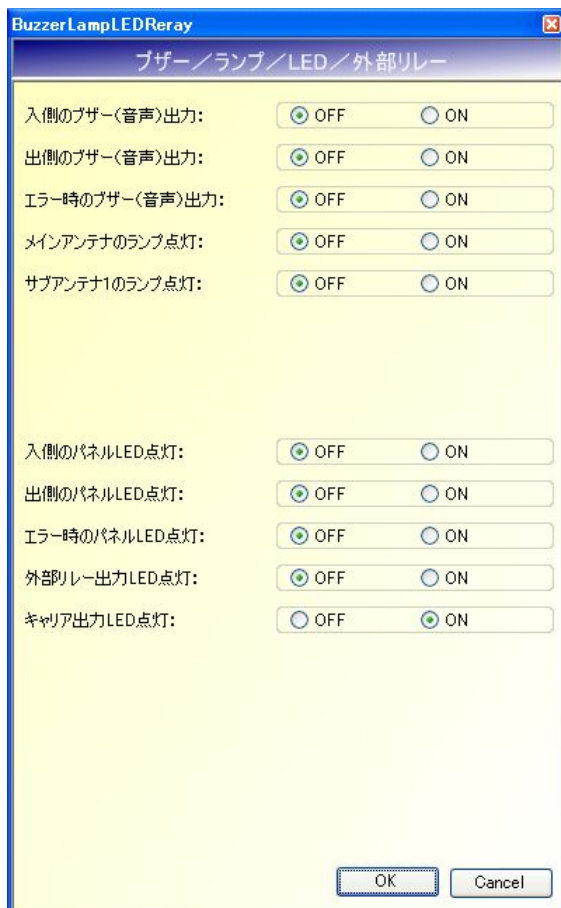 BuzzerLampLEDReray
ブザー／ランプ／LED／外部リレー
入側のブザー(音声)出力: OFF ON
出側のブザー(音声)出力: OFF ON
エラー時のブザー(音声)出力: OFF ON
メインアンテナのランプ点灯: OFF ON
サブアンテナ1のランプ点灯: OFF ON
入側のパネルLED点灯: OFF ON
出側のパネルLED点灯: OFF ON
エラー時のパネルLED点灯: OFF ON
外部リレー出力LED点灯: OFF ON
キャリア出力LED点灯: OFF ON
OK Cancel